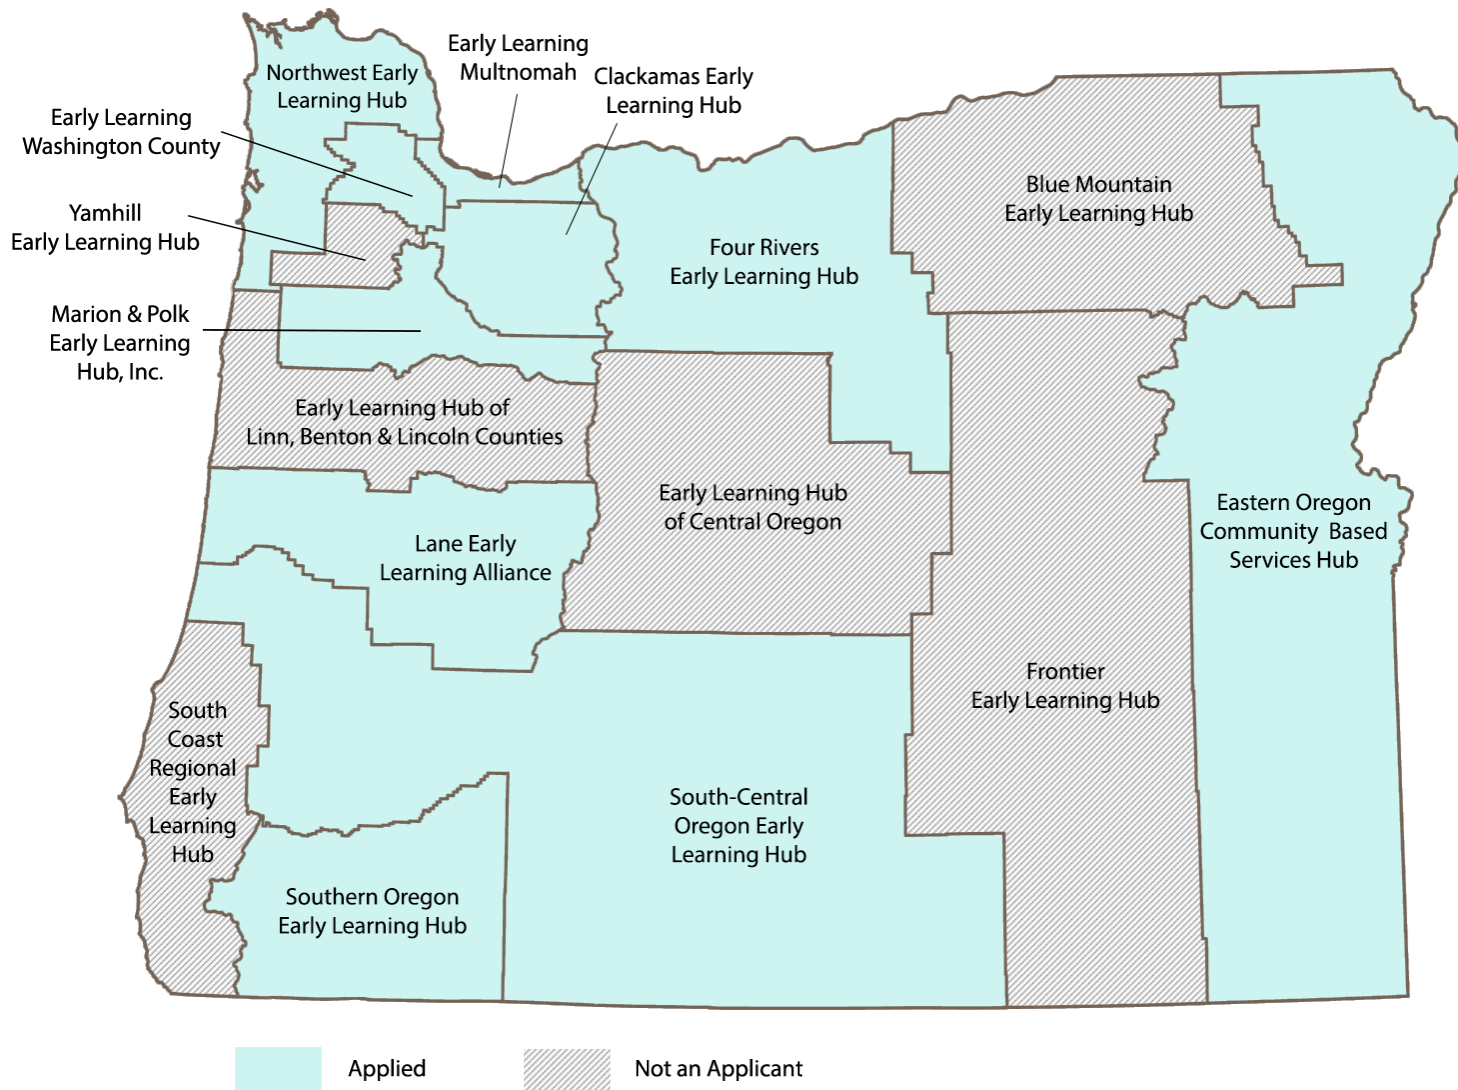 Northwest Early
Learning Hub
Early Learning
Multnomah
Clackamas Early
Learning Hub
Early Learning
Washington County
Yamhill
Early Learning Hub
Blue Mountain
Early Learning Hub
Four Rivers
Early Learning Hub
Marion & Polk
Early Learning
Hub, Inc.
Early Learning Hub of
Linn, Benton & Lincoln Counties
Early Learning Hub
of Central Oregon
Eastern Oregon
Community Based
Services Hub
Lane Early
Learning Alliance
Frontier
Early Learning Hub
South
Coast
Regional
Early
Learning
Hub
South-Central
Oregon Early
Learning Hub
Southern Oregon
Early Learning Hub
Applied
Not an Applicant